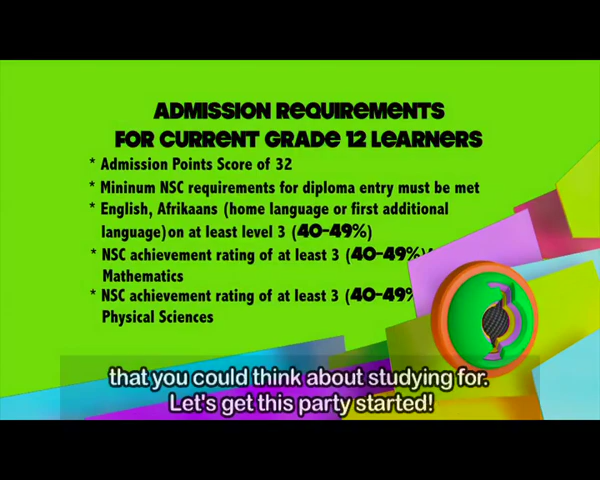 ADMISSION REQUIREMENTS
FOR CURRENT GRADE 12 LEARNERS
* Admission Points Score of 32
* Mininum NSC requirements for diploma entry must be met
* English, Afrikaans (home language or first additional
language)on at least level 3 (40-49%)
* NSC achievement rating of at least 3 (40-49%)
Mathematics
* NSC achievement rating of at least 3 (40-49%
Physical Sciences
that you could think about studying for.
Let's get this party started!